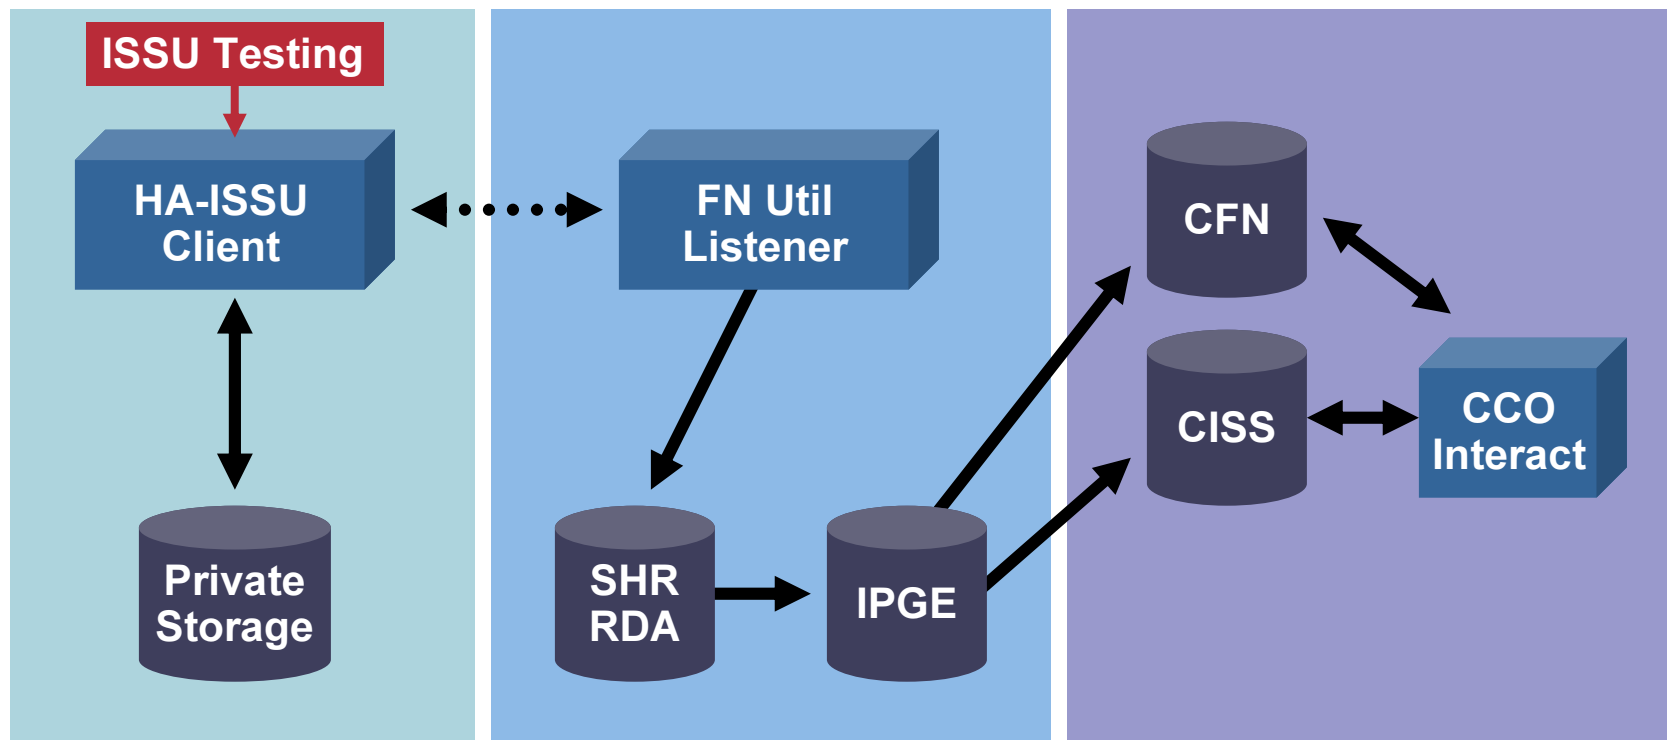 ISSU Testing
HA-ISSU
Client
Private
Storage
FN Util
Listener
SHR
RDA
IPGE
CFN
CISS
CCO
Interact